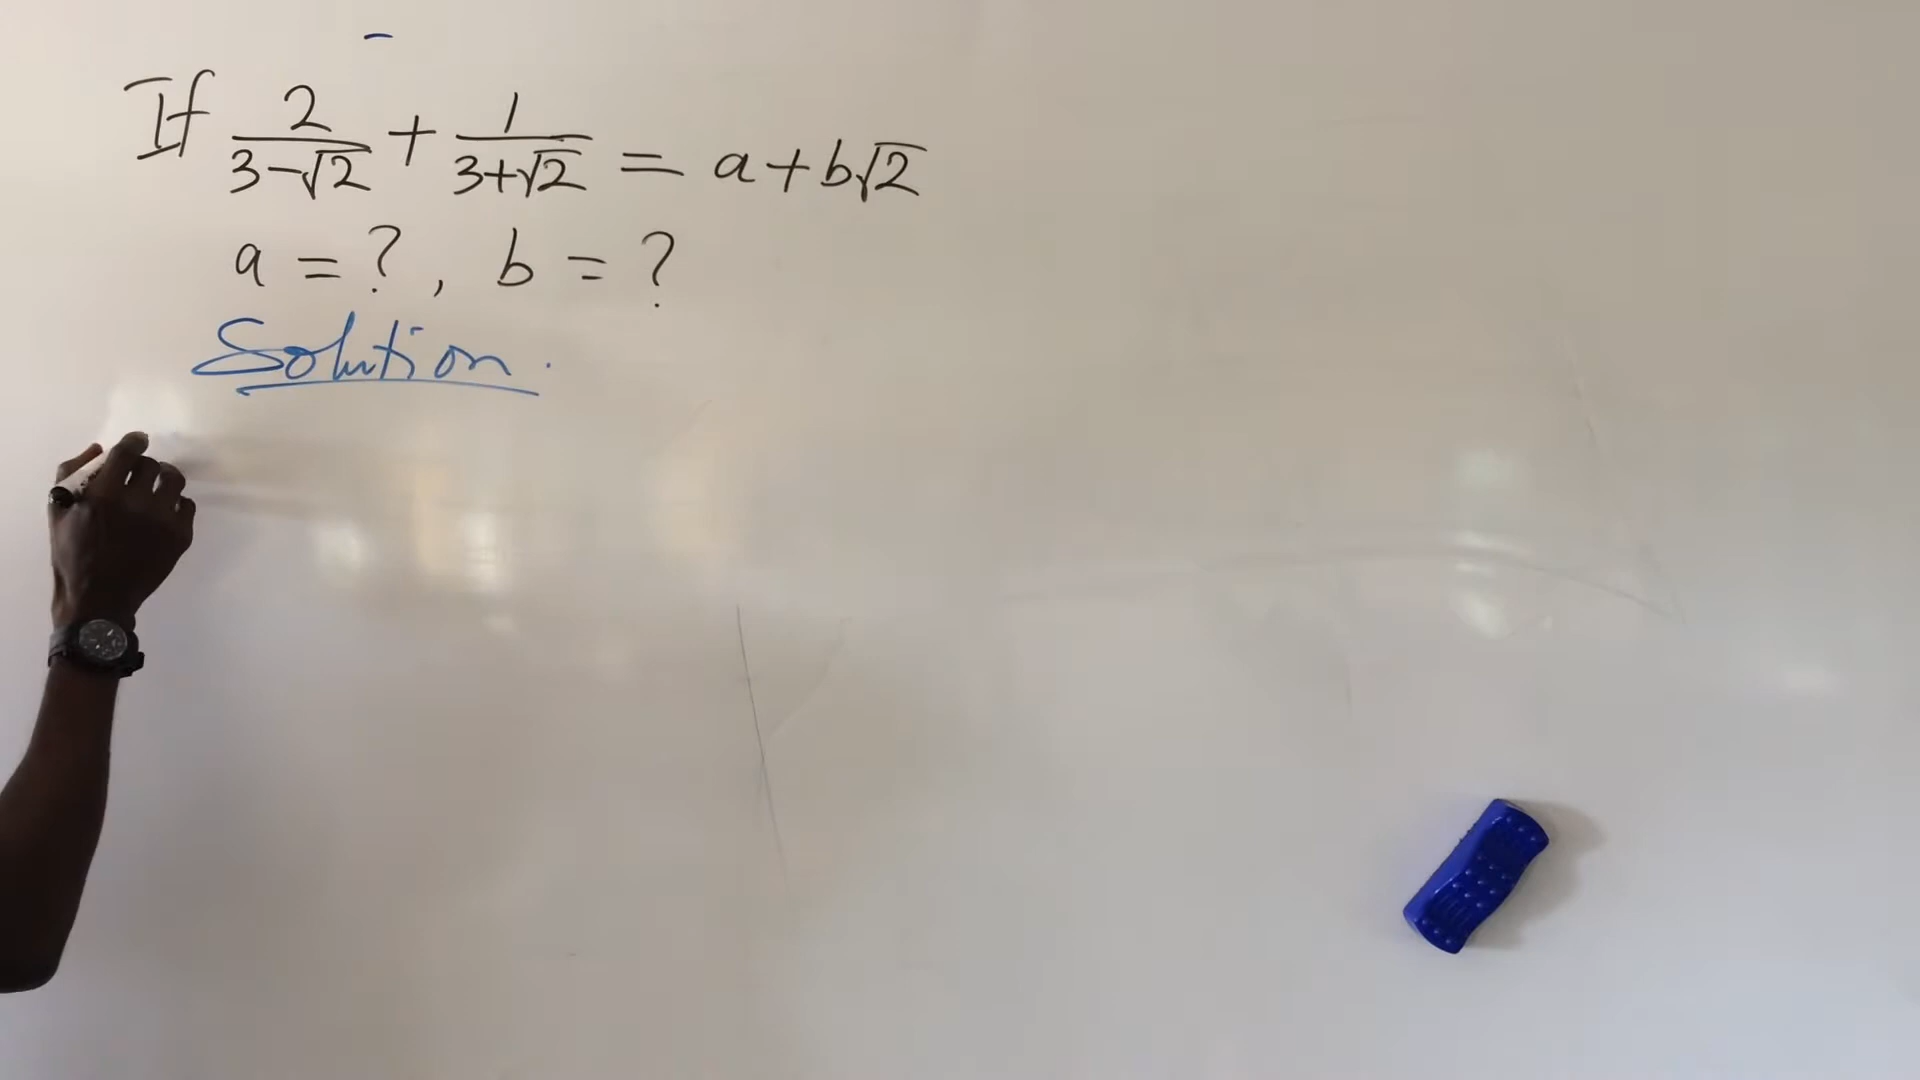 If 2/(3-√2) + 1/(3+√2) = a+b√2
a = ?, b = ?
Solution.